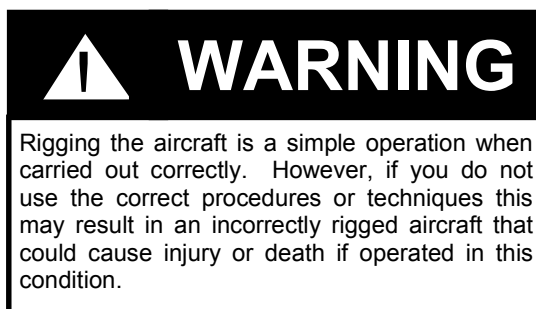 WARNING
Rigging the aircraft is a simple operation when
carried out correctly. However, if you do not
use the correct procedures or techniques this
may result in an incorrectly rigged aircraft that
could cause injury or death if operated in this
condition.